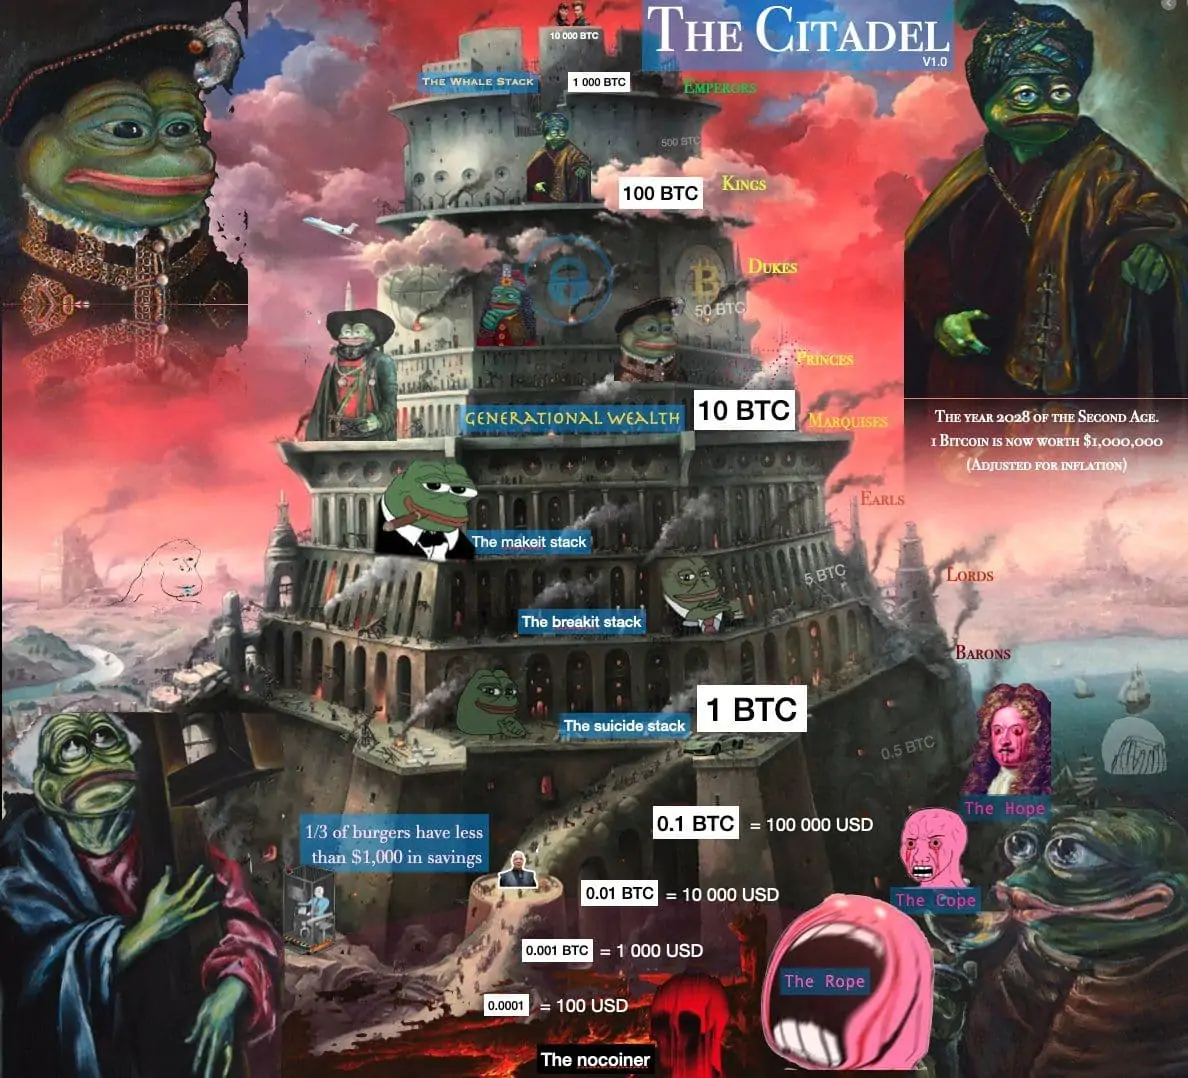 10 000 BTC
THE CITADEL
V1.0
THE WHALE STACK
1 000 BTC
EMPERORS
500 BTC
100 BTC
KINGS
DUKES
50 BTC
PRINCES
GENERATIONAL WEALTH
10 BTC
MARQUISES
THE YEAR 2028 OF THE SECOND AGE.
1 BITCOIN IS NOW WORTH $1,000,000
(ADJUSTED FOR INFLATION)
EARLS
The makeit stack
5 BTC
LORDS
The breakit stack
BARONS
1 BTC
The suicide stack
0.5 BTC
The Hope
1/3 of burgers have less
than $1,000 in savings
0.1 BTC = 100 000 USD
0.01 BTC = 10 000 USD
The Cope
0.001 BTC = 1 000 USD
The Rope
0.0001 = 100 USD
The nocoiner